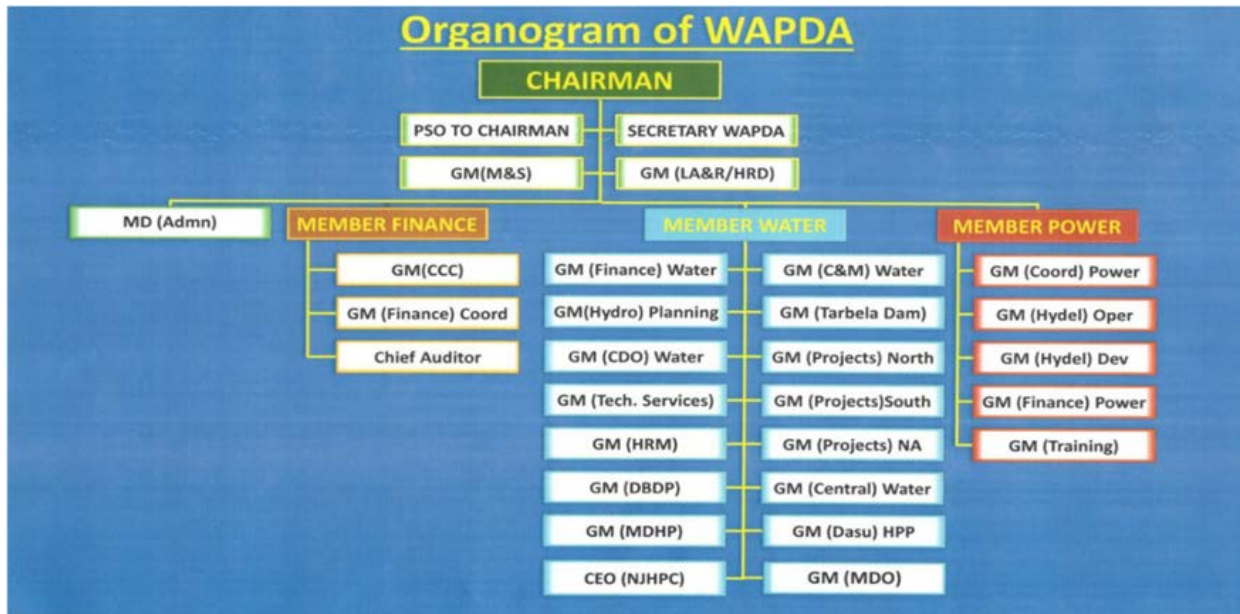 Organogram of WAPDA
CHAIRMAN
PSO TO CHAIRMAN
SECRETARY WAPDA
GM(M&S)
GM (LA&R/HRD)
MD (Admn)
MEMBER FINANCE
GM(CCC)
GM (Finance) Coord
Chief Auditor
MEMBER WATER
GM (Finance) Water
GM (C&M) Water
GM(Hydro) Planning
GM (Tarbela Dam)
GM (CDO) Water
GM (Projects) North
GM (Tech. Services)
GM (Projects)South
GM (HRM)
GM (Projects) NA
GM (DBDP)
GM (Central) Water
GM (MDHP)
GM (Dasu) HPP
CEO (NJHPC)
GM (MDO)
MEMBER POWER
GM (Coord) Power
GM (Hydel) Oper
GM (Hydel) Dev
GM (Finance) Power
GM (Training)